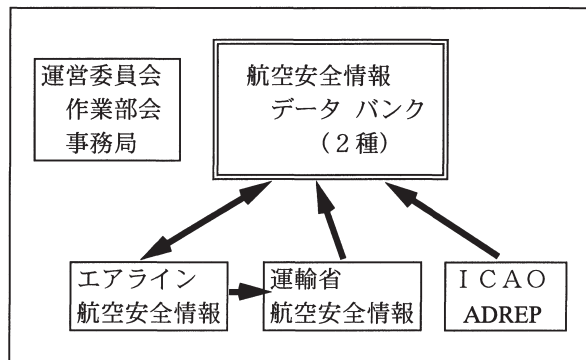 運営委員会
作業部会
事務局
航空安全情報
データ バンク
（２種）
エアライン
航空安全情報
運輸省
航空安全情報
ＩＣＡＯ
ADREP